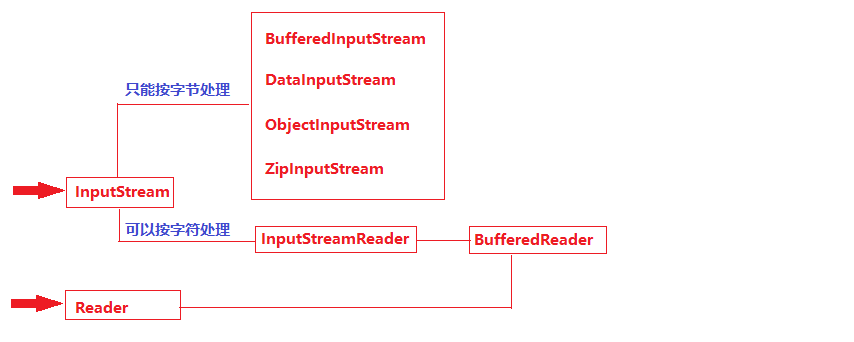 BufferedInputStream
只能按字节处理
DataInputStream
ObjectInputStream
ZipInputStream
InputStream
可以按字符处理
InputStreamReader
BufferedReader
Reader